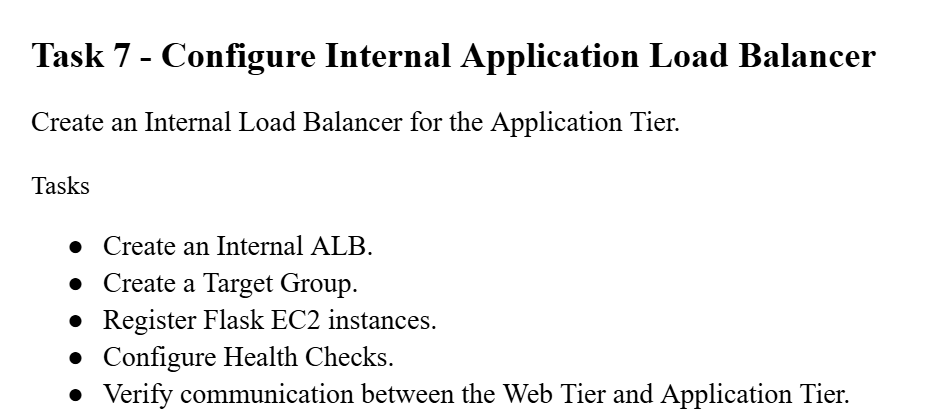 Task 7 - Configure Internal Application Load Balancer
Create an Internal Load Balancer for the Application Tier.
Tasks
● Create an Internal ALB.
● Create a Target Group.
● Register Flask EC2 instances.
● Configure Health Checks.
● Verify communication between the Web Tier and Application Tier.